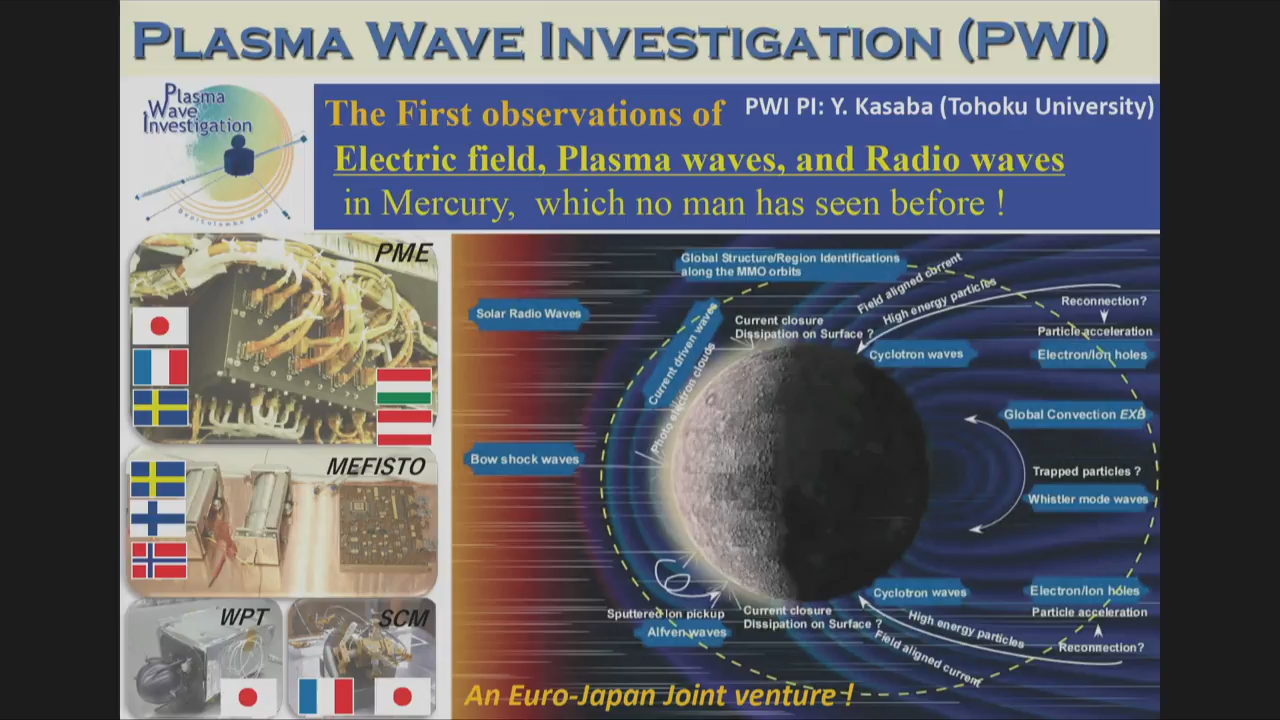 PLASMA WAVE INVESTIGATION (PWI)
Plasma
Wave
Investigation
BepiColombo MMO
The First observations of
PWI PI: Y. Kasaba (Tohoku University)
Electric field, Plasma waves, and Radio waves
in Mercury, which no man has seen before !
PME
MEFISTO
WPT
SCM
Global Structure/Region Identifications
along the MMO orbits
Solar Radio Waves
Current driven waves
Photo electron clouds
Current closure
Dissipation on Surface ?
Field aligned current
High energy particles
Reconnection?
Particle acceleration
Cyclotron waves
Electron/Ion holes
Global Convection EXB
Bow shock waves
Trapped particles ?
Whistler mode waves
Cyclotron waves
Electron/Ion holes
Sputtered ion pickup
Current closure
Dissipation on Surface ?
Particle acceleration
Alfven waves
High energy particles
Field aligned current
Reconnection?
An Euro-Japan Joint venture !